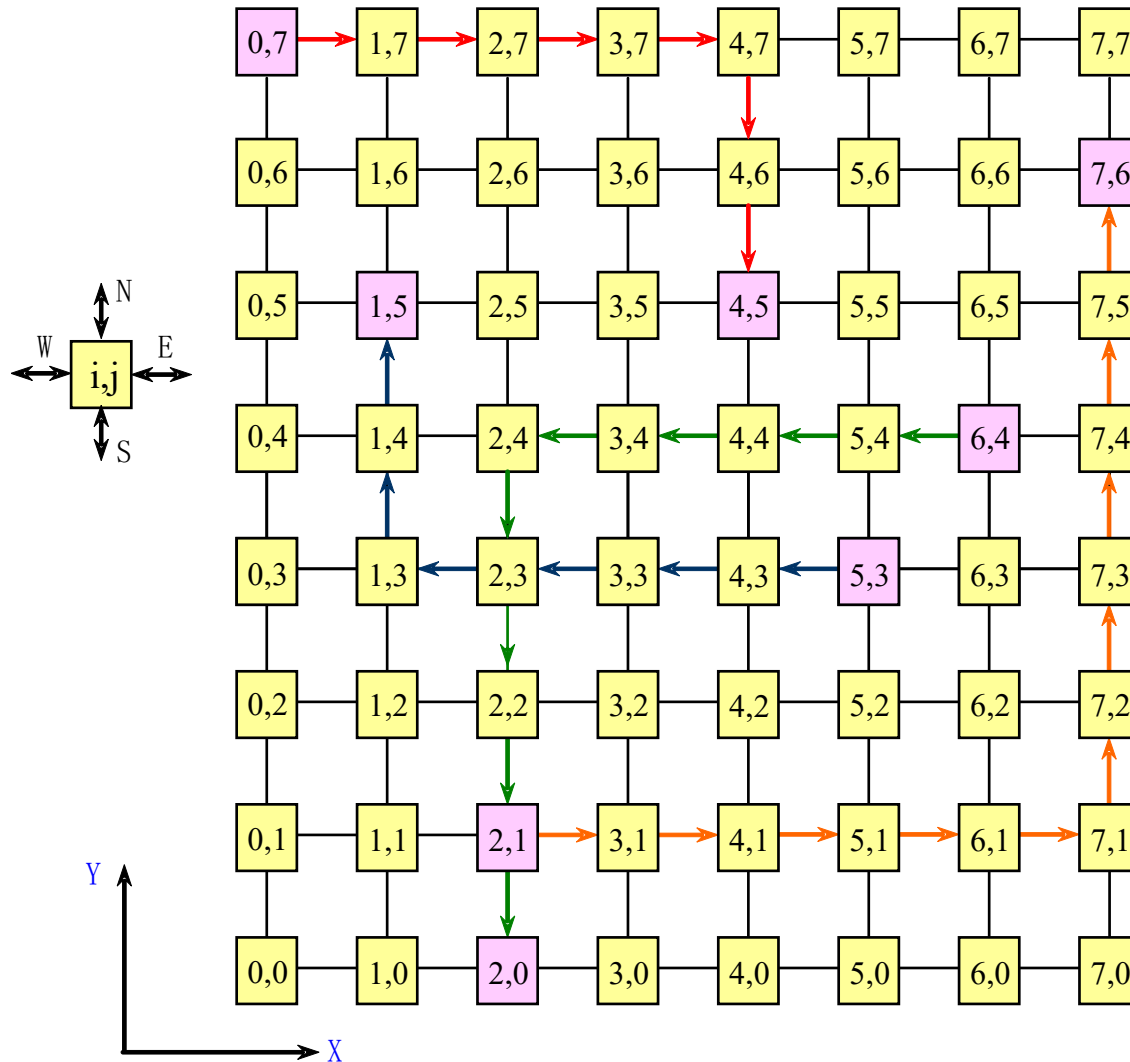 0,7 1,7 2,7 3,7 4,7 5,7 6,7 7,7
0,6 1,6 2,6 3,6 4,6 5,6 6,6 7,6
0,5 1,5 2,5 3,5 4,5 5,5 6,5 7,5
N
W E
i,j
S
0,4 1,4 2,4 3,4 4,4 5,4 6,4 7,4
0,3 1,3 2,3 3,3 4,3 5,3 6,3 7,3
0,2 1,2 2,2 3,2 4,2 5,2 6,2 7,2
0,1 1,1 2,1 3,1 4,1 5,1 6,1 7,1
Y
0,0 1,0 2,0 3,0 4,0 5,0 6,0 7,0
X